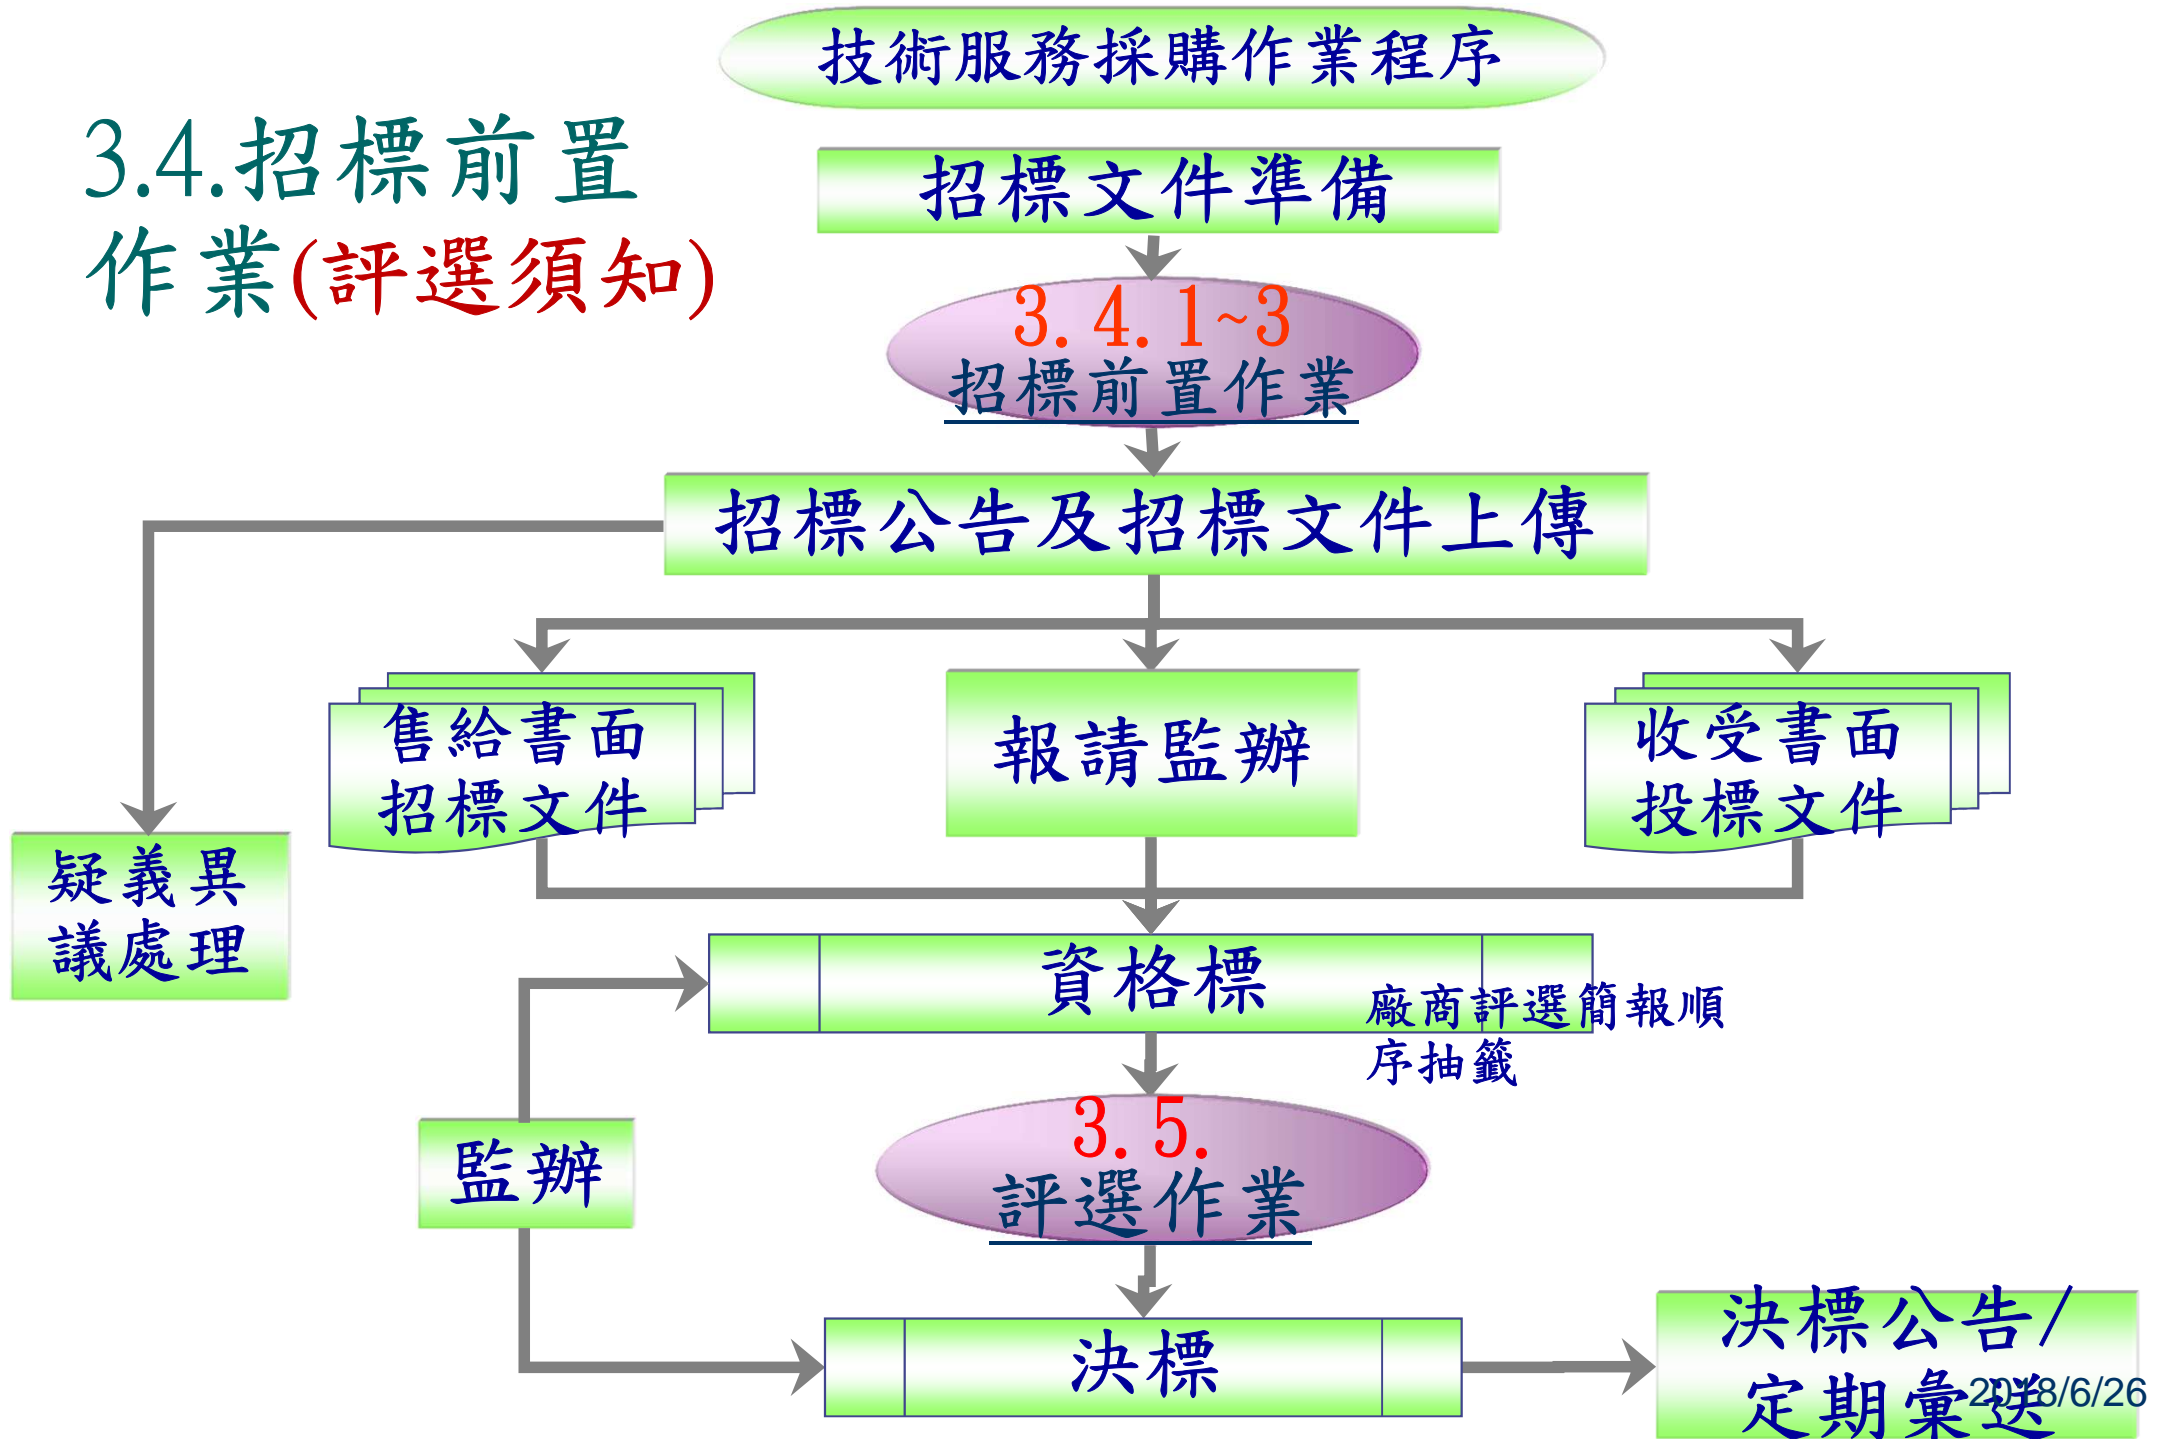 技術服務採購作業程序
3.4.招標前置
作業(評選須知)
招標文件準備
3.4.1~3
招標前置作業
招標公告及招標文件上傳
售給書面
招標文件
報請監辦
收受書面
投標文件
疑義異
議處理
資格標
廠商評選簡報順
序抽籤
監辦
3.5.
評選作業
決標
決標公告/
定期彙送
2018/6/26